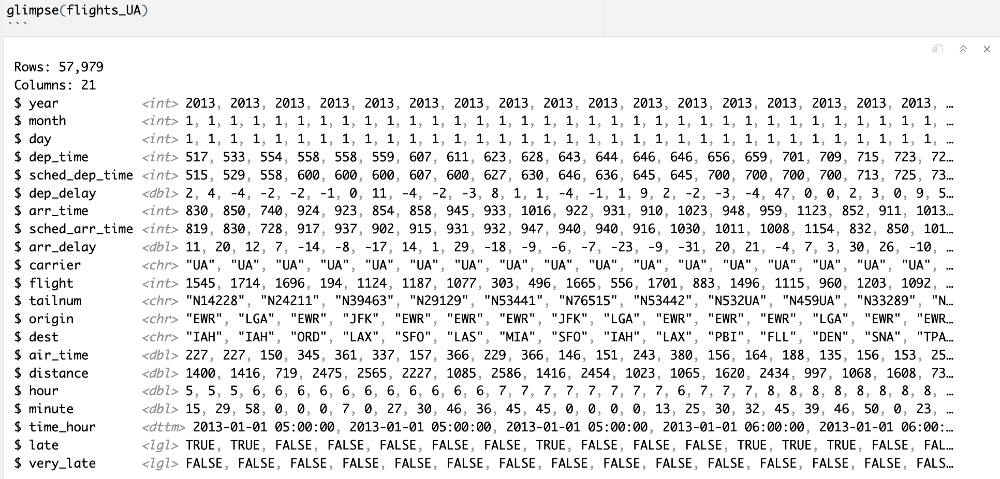 glimpse(flights_UA)
```
Rows: 57,979
Columns: 21
$ year           <int> 2013, 2013, 2013, 2013, 2013, 2013, 2013, 2013, 2013, 2013, 2013, 2013, 2013, 2013, 2013, 2013, 2013, …
$ month          <int> 1, 1, 1, 1, 1, 1, 1, 1, 1, 1, 1, 1, 1, 1, 1, 1, 1, 1, 1, 1, 1, 1, 1, 1, 1, 1, 1, 1, 1, 1, 1, 1, 1, 1, …
$ day            <int> 1, 1, 1, 1, 1, 1, 1, 1, 1, 1, 1, 1, 1, 1, 1, 1, 1, 1, 1, 1, 1, 1, 1, 1, 1, 1, 1, 1, 1, 1, 1, 1, 1, 1, …
$ dep_time       <int> 517, 533, 554, 558, 558, 559, 607, 611, 623, 628, 643, 644, 646, 646, 656, 659, 701, 709, 715, 723, 72…
$ sched_dep_time <int> 515, 529, 558, 600, 600, 600, 607, 600, 627, 630, 646, 636, 645, 645, 700, 700, 700, 700, 713, 725, 73…
$ dep_delay      <dbl> 2, 4, -4, -2, -2, -1, 0, 11, -4, -2, -3, 8, 1, 1, -4, -1, 1, 9, 2, -2, -3, -4, 47, 0, 0, 2, 3, 0, 9, 5…
$ arr_time       <int> 830, 850, 740, 924, 923, 854, 858, 945, 933, 1016, 922, 931, 910, 1023, 948, 959, 1123, 852, 911, 1013…
$ sched_arr_time <int> 819, 830, 728, 917, 937, 902, 915, 931, 932, 947, 940, 940, 916, 1030, 1011, 1008, 1154, 832, 850, 101…
$ arr_delay      <dbl> 11, 20, 12, 7, -14, -8, -17, 14, 1, 29, -18, -9, -6, -7, -23, -9, -31, 20, 21, -4, 7, 3, 30, 26, -10, …
$ carrier        <chr> "UA", "UA", "UA", "UA", "UA", "UA", "UA", "UA", "UA", "UA", "UA", "UA", "UA", "UA", "UA", "UA", "UA", …
$ flight         <int> 1545, 1714, 1696, 194, 1124, 1187, 1077, 303, 496, 1665, 556, 1701, 883, 1496, 1115, 960, 1203, 1092, …
$ tailnum        <chr> "N14228", "N24211", "N39463", "N29129", "N53441", "N76515", "N53442", "N532UA", "N459UA", "N33289", "N…
$ origin         <chr> "EWR", "LGA", "EWR", "JFK", "EWR", "EWR", "EWR", "JFK", "LGA", "EWR", "EWR", "EWR", "LGA", "EWR", "EWR…
$ dest           <chr> "IAH", "IAH", "ORD", "LAX", "SFO", "LAS", "MIA", "SFO", "IAH", "LAX", "PBI", "FLL", "DEN", "SNA", "TPA…
$ air_time       <dbl> 227, 227, 150, 345, 361, 337, 157, 366, 229, 366, 146, 151, 243, 380, 156, 164, 188, 135, 156, 153, 25…
$ distance       <dbl> 1400, 1416, 719, 2475, 2565, 2227, 1085, 2586, 1416, 2454, 1023, 1065, 1620, 2434, 997, 1068, 1608, 73…
$ hour           <dbl> 5, 5, 5, 6, 6, 6, 6, 6, 6, 6, 6, 6, 6, 6, 7, 7, 7, 7, 7, 7, 7, 7, 6, 7, 7, 7, 8, 8, 8, 8, 8, 8, 8, 8, …
$ minute         <dbl> 15, 29, 58, 0, 0, 0, 7, 0, 27, 30, 46, 36, 45, 45, 0, 0, 0, 0, 13, 25, 30, 32, 45, 39, 46, 50, 0, 23, …
$ time_hour      <dttm> 2013-01-01 05:00:00, 2013-01-01 05:00:00, 2013-01-01 05:00:00, 2013-01-01 06:00:00, 2013-01-01 06:00:…
$ late           <lgl> TRUE, TRUE, FALSE, FALSE, FALSE, FALSE, FALSE, TRUE, FALSE, FALSE, FALSE, TRUE, TRUE, TRUE, FALSE, FAL…
$ very_late      <lgl> FALSE, FALSE, FALSE, FALSE, FALSE, FALSE, FALSE, FALSE, FALSE, FALSE, FALSE, FALSE, FALSE, FALSE, FALS…